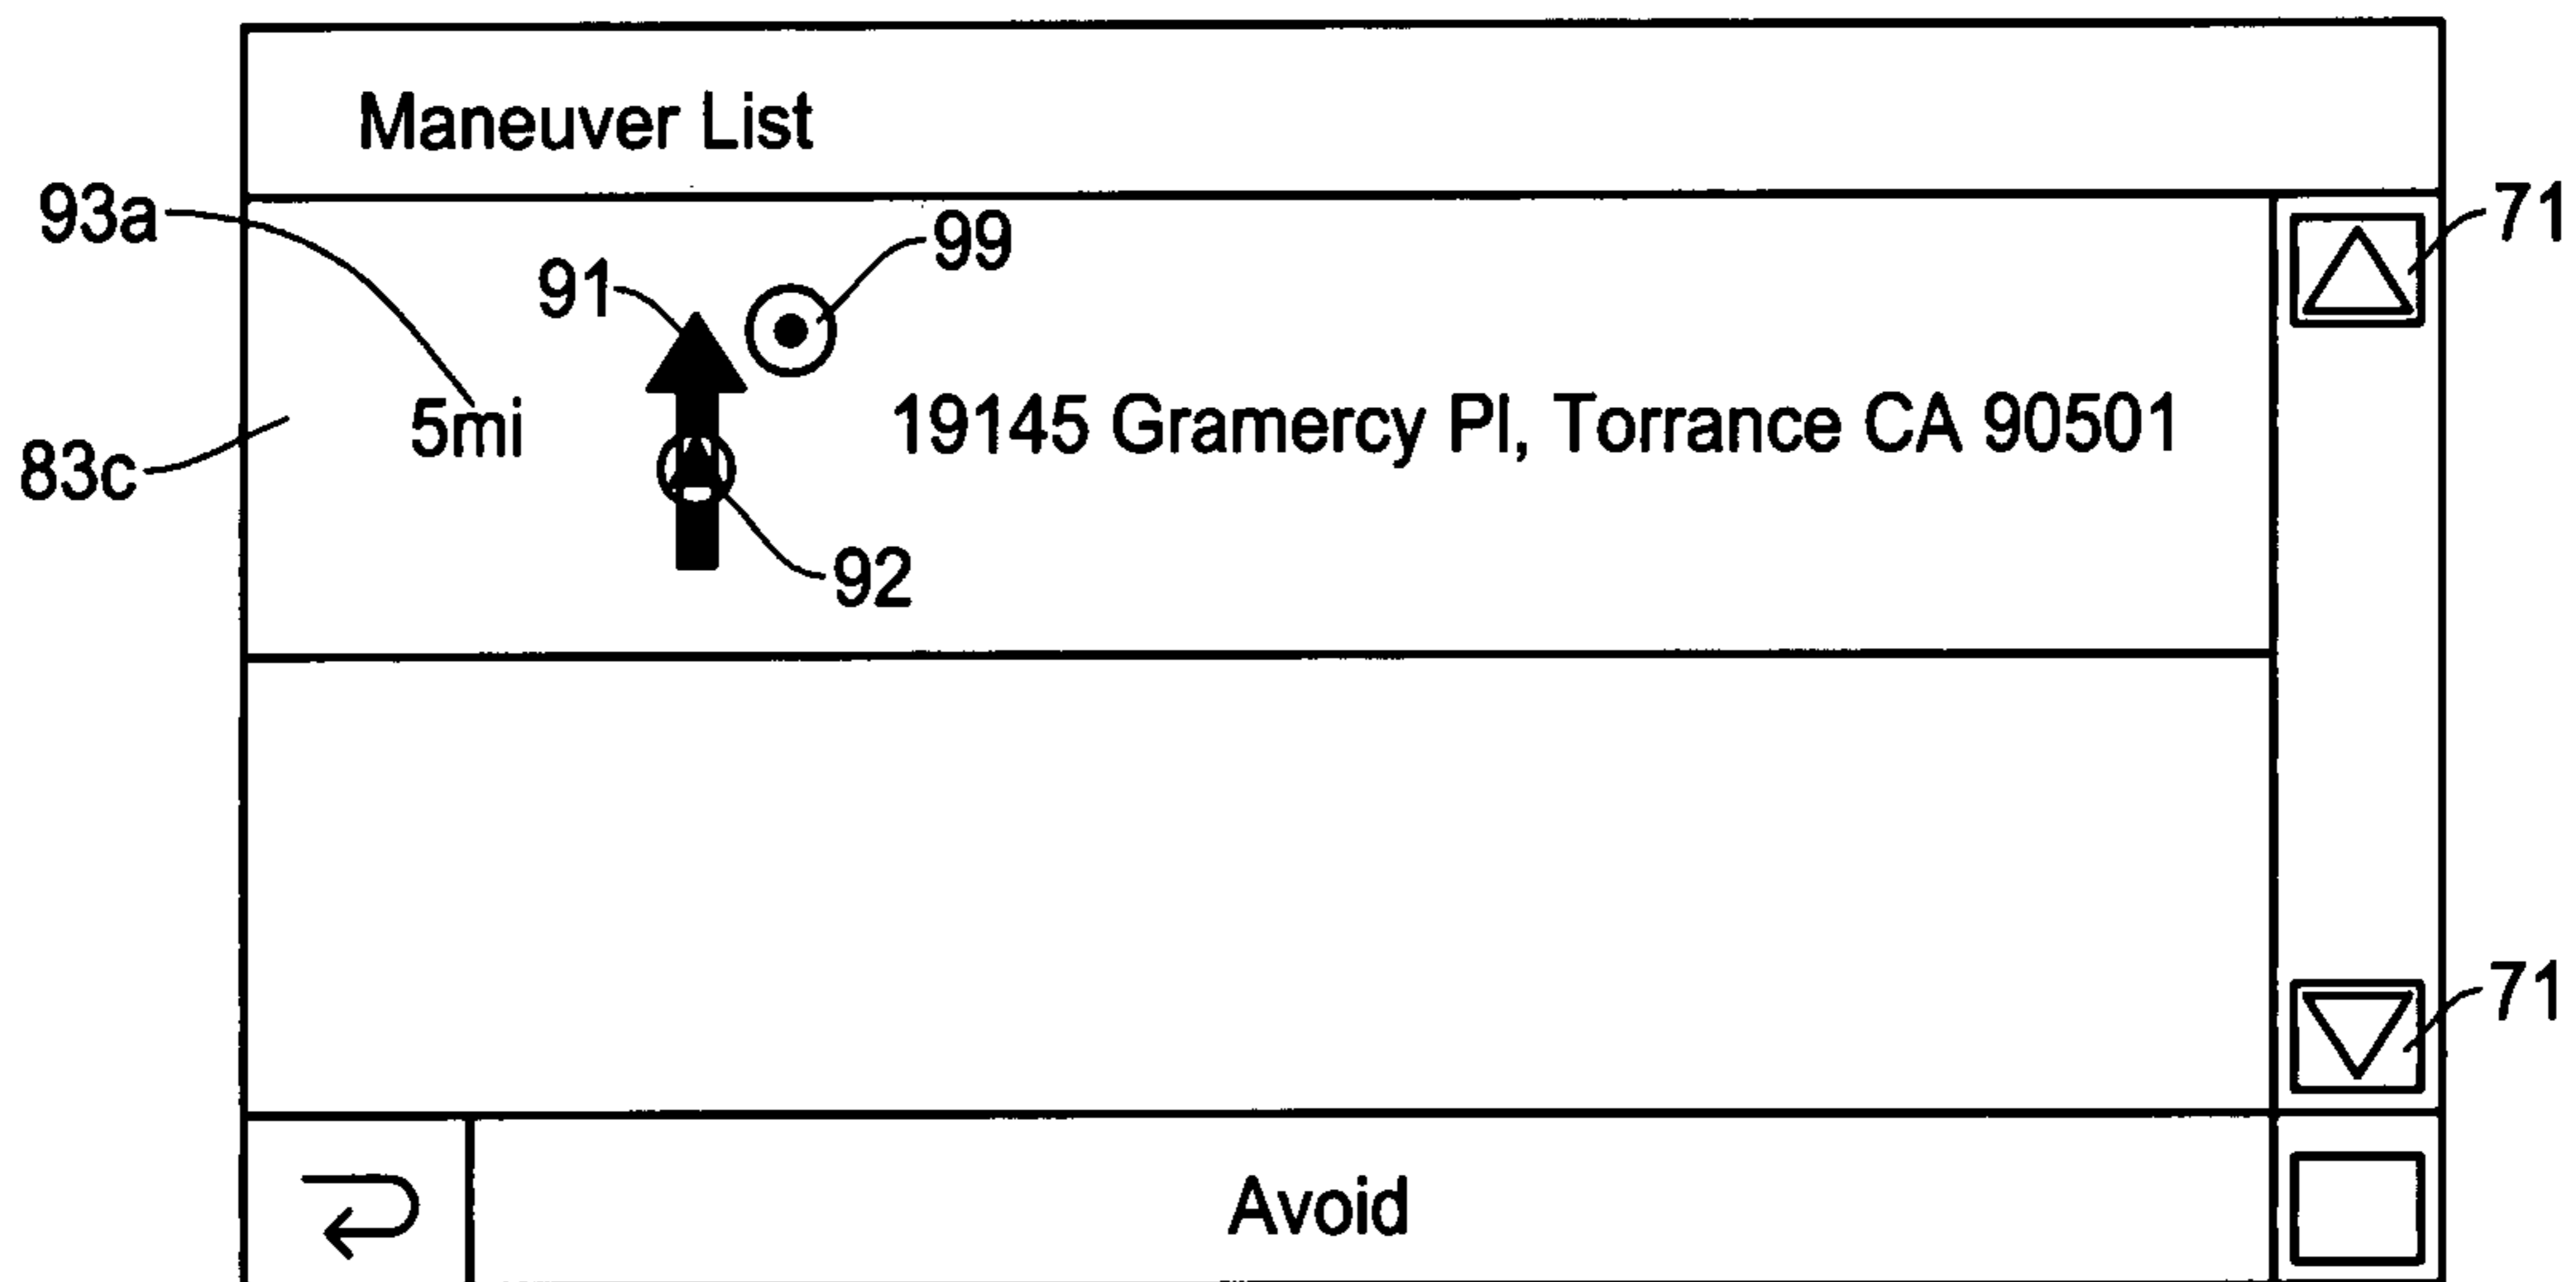 Maneuver List
93a
99
71
91
5mi
19145 Gramercy Pl, Torrance CA 90501
83c
92
71
Avoid